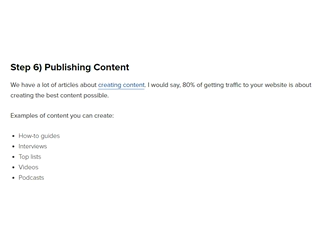 Step 6) Publishing Content
We have a lot of articles about creating content. I would say, 80% of getting traffic to your website is about
creating the best content possible.
Examples of content you can create:
• How-to guides
• Interviews
• Top lists
• Videos
• Podcasts